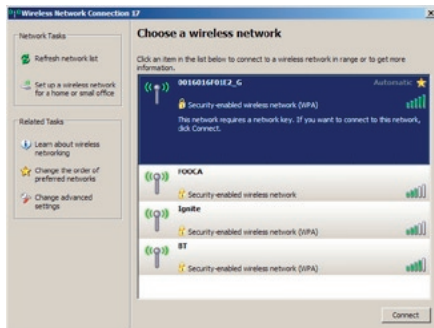 Wireless Network Connection 17
Network Tasks
Refresh network list
Set up a wireless network
for a home or small office
Related Tasks
Learn about wireless
networking
Change the order of
preferred networks
Change advanced
settings
Choose a wireless network
Click an item in the list below to connect to a wireless network in range or to get more
information.
0016016F01E2_G Automatic
Security-enabled wireless network (WPA)
This network requires a network key. If you want to connect to this network,
click Connect.
FOOCA
Security-enabled wireless network
Ignite
Security-enabled wireless network (WPA)
BT
Security-enabled wireless network (WPA)
Connect